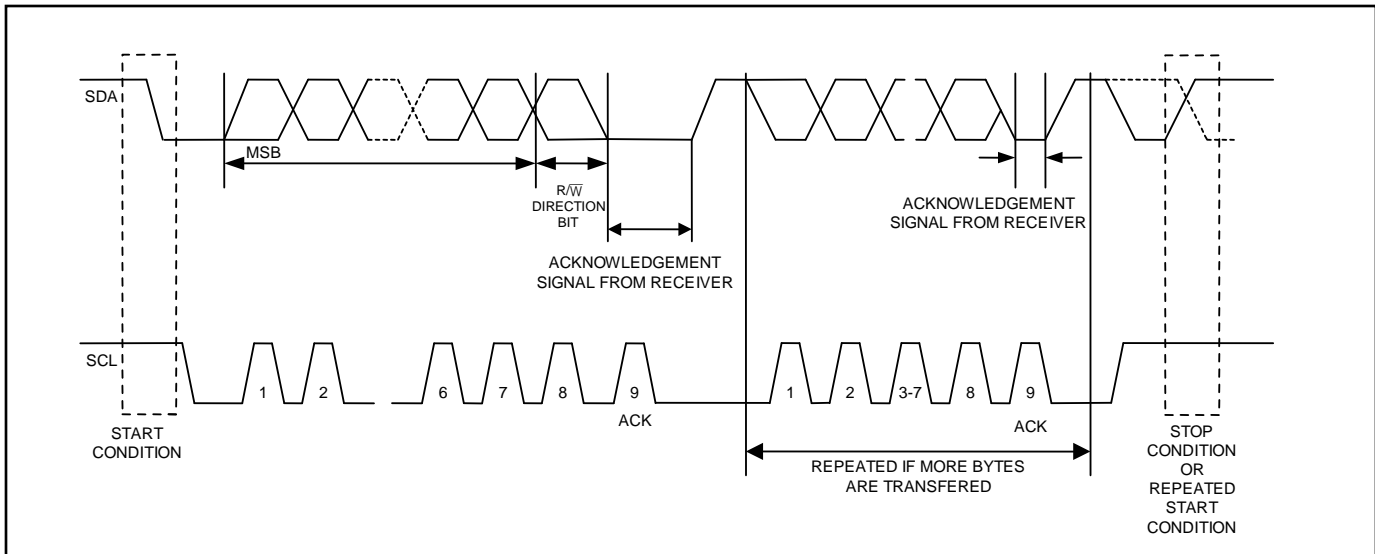 SDA
MSB
R/W̅
DIRECTION
BIT
ACKNOWLEDGEMENT
SIGNAL FROM RECEIVER
ACKNOWLEDGEMENT
SIGNAL FROM RECEIVER
SCL
1 2 6 7 8 9 1 2 3-7 8 9
ACK ACK
START
CONDITION
REPEATED IF MORE BYTES
ARE TRANSFERED
STOP
CONDITION
OR
REPEATED
START
CONDITION